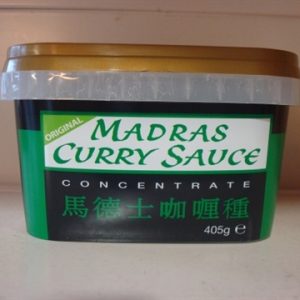 ORIGINAL
MADRAS
CURRY SAUCE
CONCENTRATE
馬德士咖喱種
405g ℮